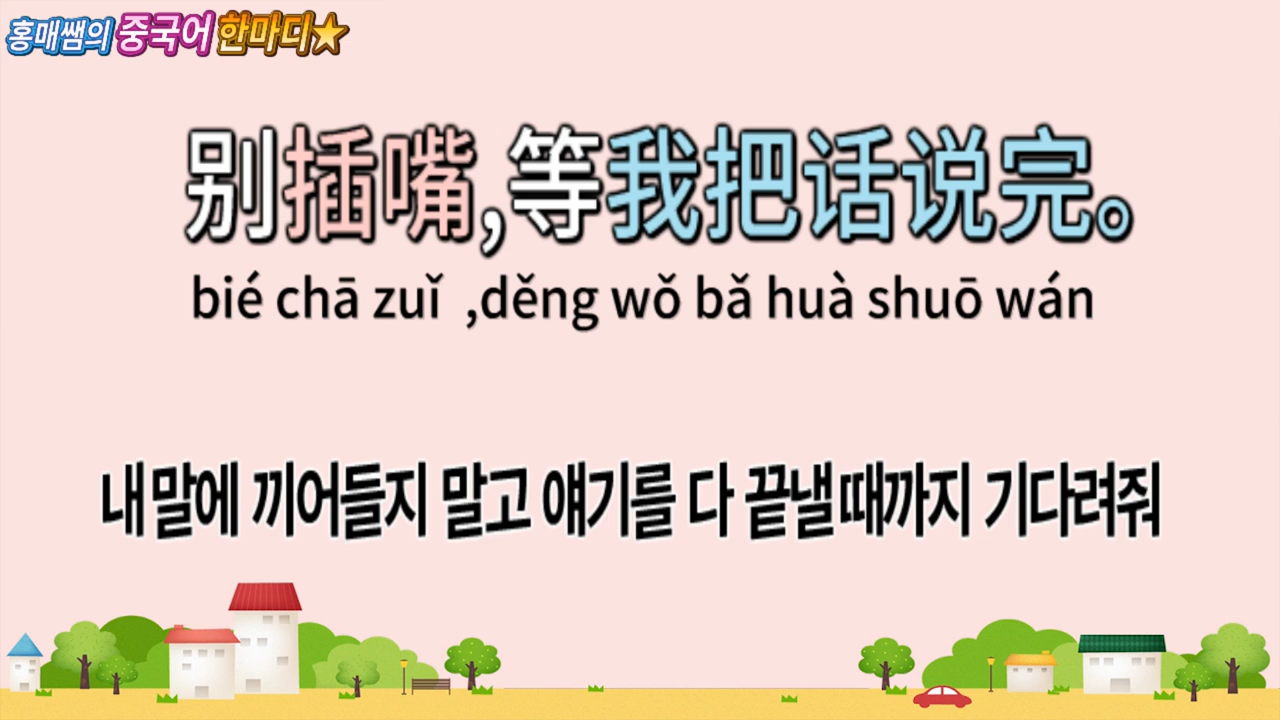 홍매쌤의 중국어 한마디★
别插嘴,等我把话说完。
bié chā zuǐ ,děng wǒ bǎ huà shuō wán
내 말에 끼어들지 말고 얘기를 다 끝낼 때까지 기다려줘